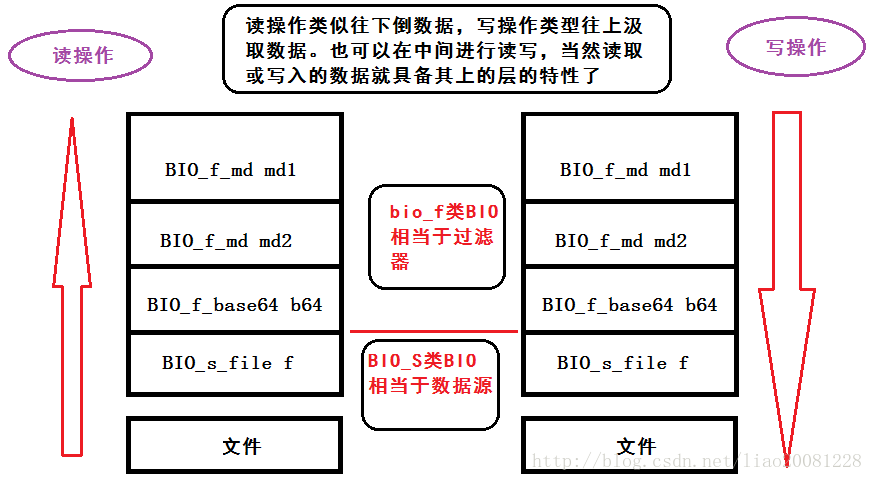 读操作
读操作类似往下倒数据，写操作类型往上汲
取数据。也可以在中间进行读写，当然读取
或写入的数据就具备其上的层的特性了
写操作
BIO_f_md md1
BIO_f_md md2
BIO_f_base64 b64
BIO_s_file f
文件
bio_f类BIO
相当于过滤
器
BIO_S类BIO
相当于数据源
BIO_f_md md1
BIO_f_md md2
BIO_f_base64 b64
BIO_s_file f
文件
http://blog.csdn.net/liao20081228